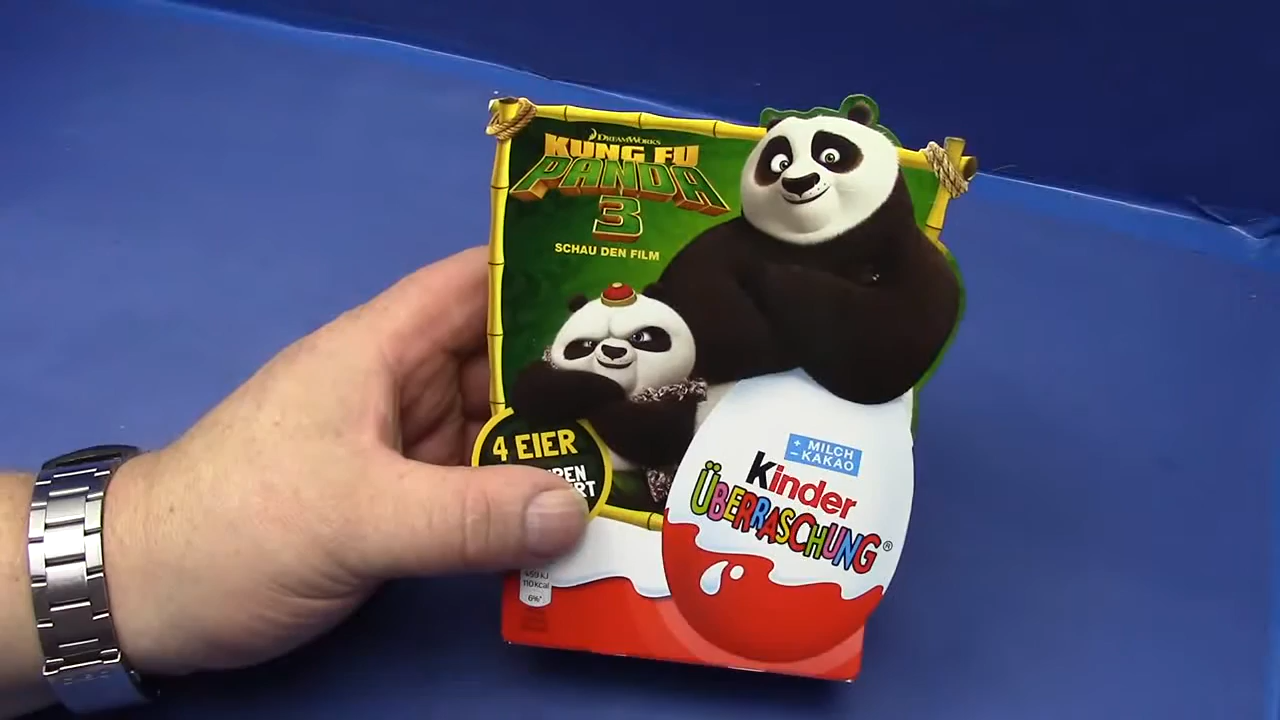 DREAMWORKS
KUNG FU
PANDA
3
SCHAU DEN FILM
4 EIER
+ MILCH
- KAKAO
Kinder
ÜBERRASCHUNG®
459 kJ
110 kcal
6%*